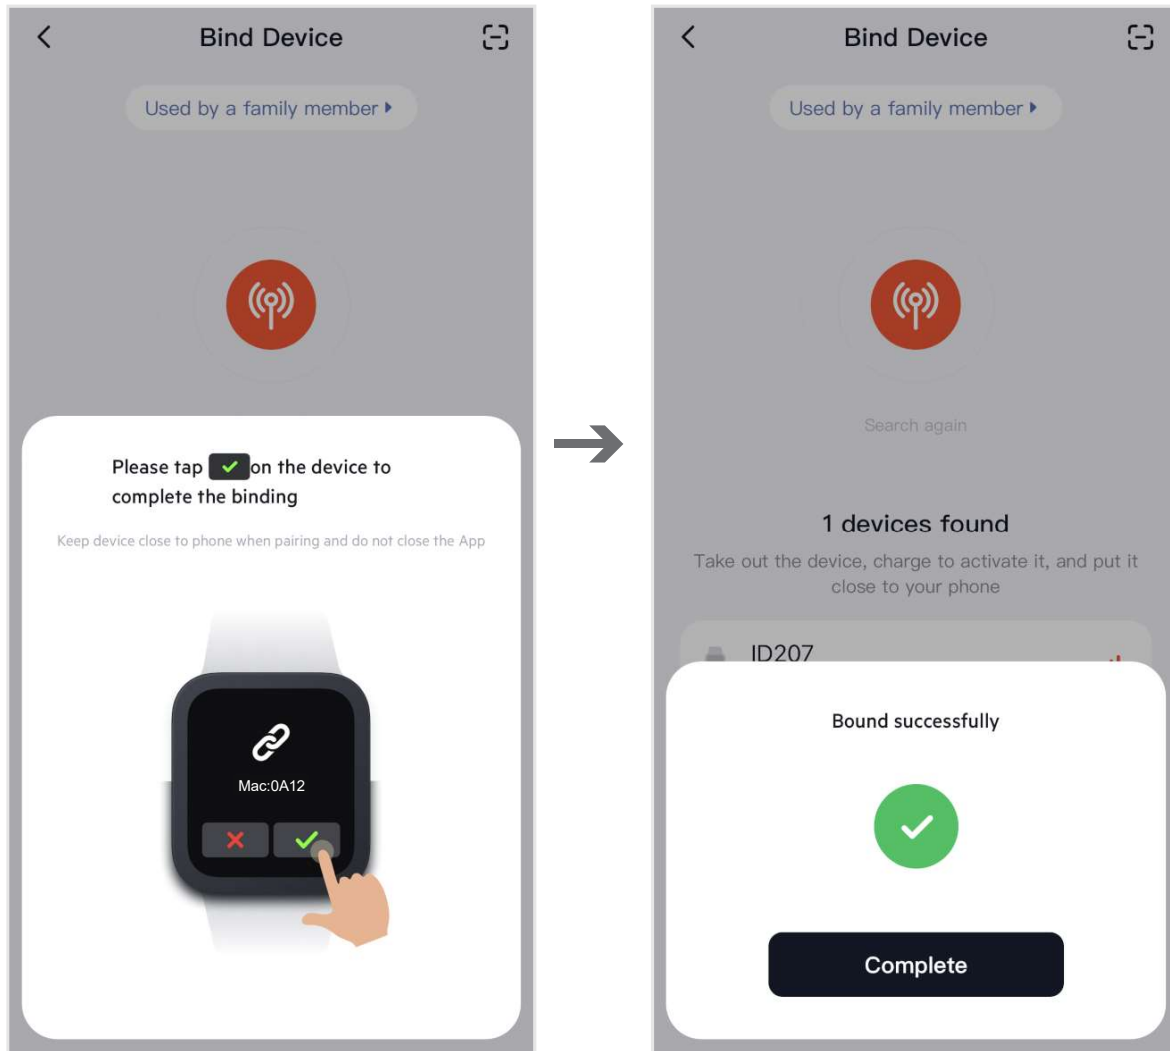 Bind Device
Used by a family member
Please tap on the device to
complete the binding
Keep device close to phone when pairing and do not close the App
Mac:0A12
Bind Device
Used by a family member
Search again
1 devices found
Take out the device, charge to activate it, and put it
close to your phone
ID207
Bound successfully
Complete